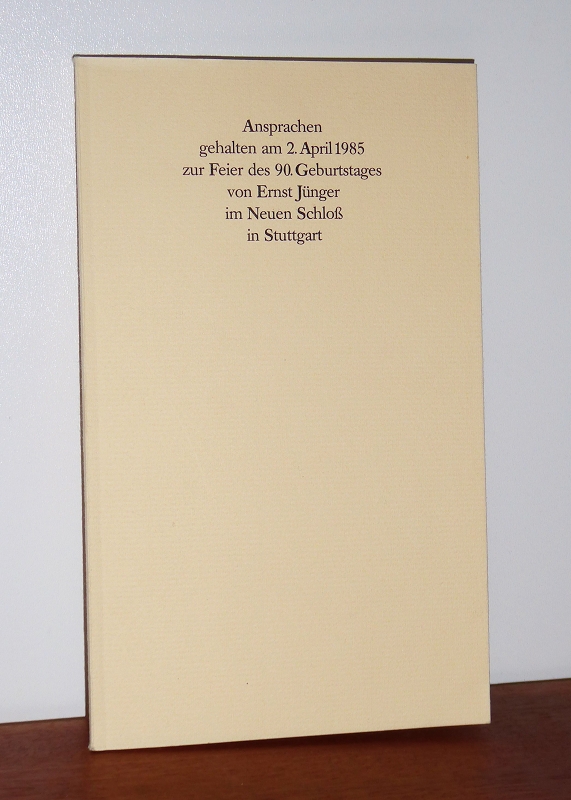 Ansprachen
gehalten am 2. April 1985
zur Feier des 90. Geburtstages
von Ernst Jünger
im Neuen Schloß
in Stuttgart